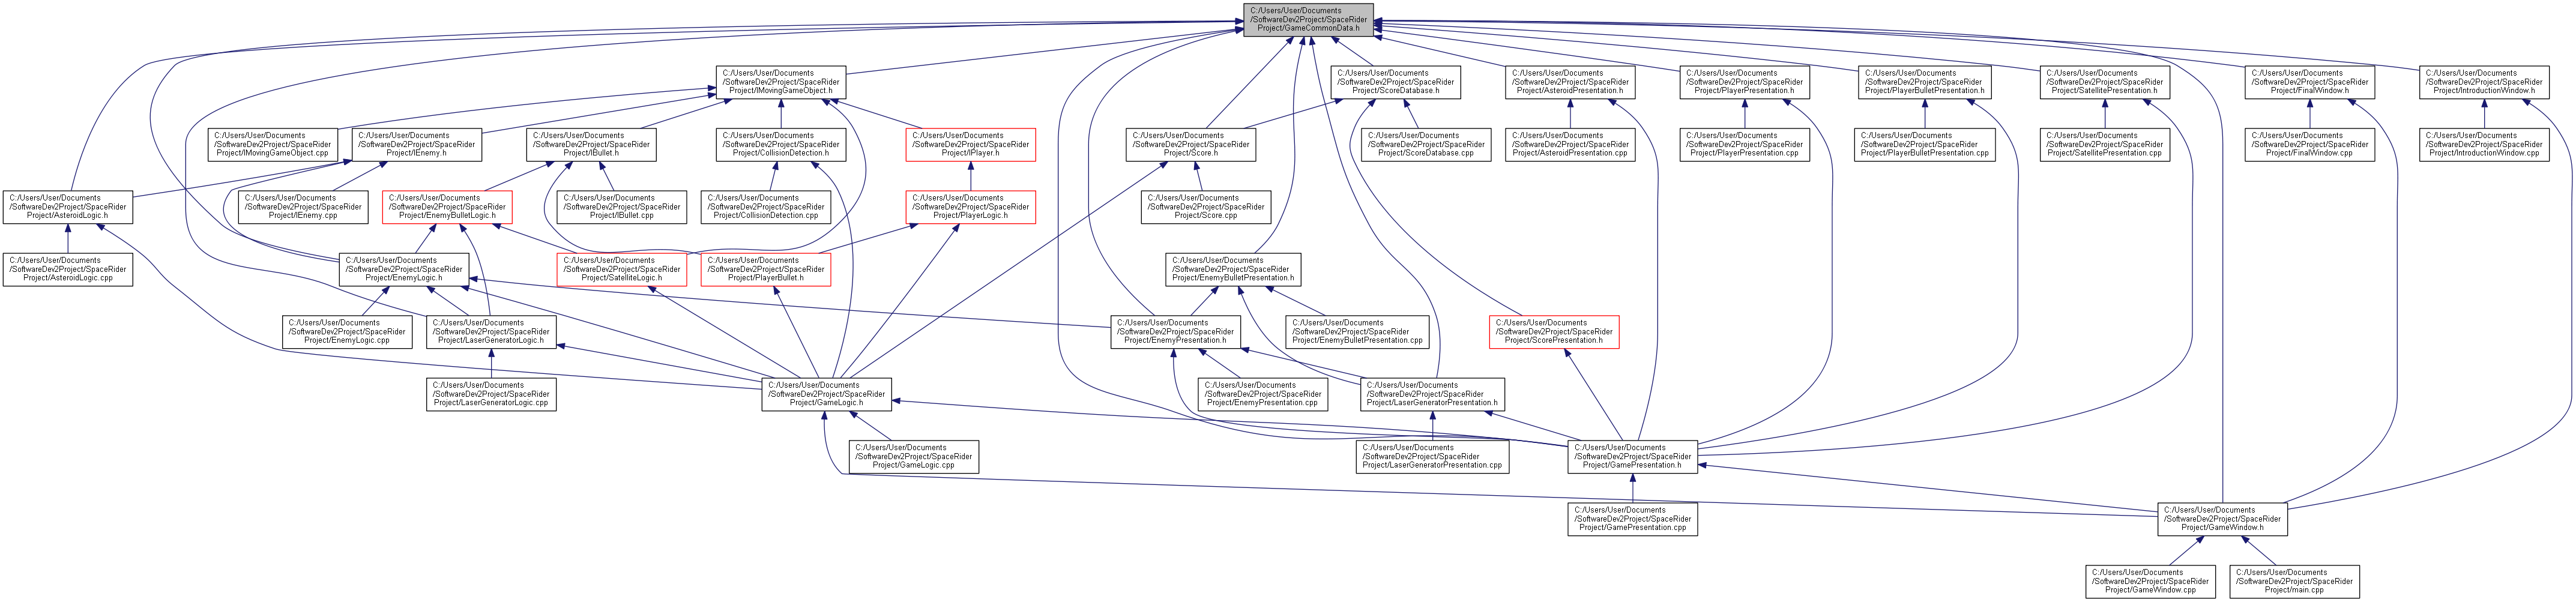 C:/Users/User/Documents
/SoftwareDev2Project/SpaceRider
Project/GameCommonData.h
C:/Users/User/Documents
/SoftwareDev2Project/SpaceRider
Project/IMovingGameObject.h
C:/Users/User/Documents
/SoftwareDev2Project/SpaceRider
Project/ScoreDatabase.h
C:/Users/User/Documents
/SoftwareDev2Project/SpaceRider
Project/AsteroidPresentation.h
C:/Users/User/Documents
/SoftwareDev2Project/SpaceRider
Project/PlayerPresentation.h
C:/Users/User/Documents
/SoftwareDev2Project/SpaceRider
Project/PlayerBulletPresentation.h
C:/Users/User/Documents
/SoftwareDev2Project/SpaceRider
Project/SatellitePresentation.h
C:/Users/User/Documents
/SoftwareDev2Project/SpaceRider
Project/FinalWindow.h
C:/Users/User/Documents
/SoftwareDev2Project/SpaceRider
Project/IntroductionWindow.h
C:/Users/User/Documents
/SoftwareDev2Project/SpaceRider
Project/IMovingGameObject.cpp
C:/Users/User/Documents
/SoftwareDev2Project/SpaceRider
Project/IEnemy.h
C:/Users/User/Documents
/SoftwareDev2Project/SpaceRider
Project/IBullet.h
C:/Users/User/Documents
/SoftwareDev2Project/SpaceRider
Project/CollisionDetection.h
C:/Users/User/Documents
/SoftwareDev2Project/SpaceRider
Project/IPlayer.h
C:/Users/User/Documents
/SoftwareDev2Project/SpaceRider
Project/Score.h
C:/Users/User/Documents
/SoftwareDev2Project/SpaceRider
Project/ScoreDatabase.cpp
C:/Users/User/Documents
/SoftwareDev2Project/SpaceRider
Project/AsteroidPresentation.cpp
C:/Users/User/Documents
/SoftwareDev2Project/SpaceRider
Project/PlayerPresentation.cpp
C:/Users/User/Documents
/SoftwareDev2Project/SpaceRider
Project/PlayerBulletPresentation.cpp
C:/Users/User/Documents
/SoftwareDev2Project/SpaceRider
Project/SatellitePresentation.cpp
C:/Users/User/Documents
/SoftwareDev2Project/SpaceRider
Project/FinalWindow.cpp
C:/Users/User/Documents
/SoftwareDev2Project/SpaceRider
Project/IntroductionWindow.cpp
C:/Users/User/Documents
/SoftwareDev2Project/SpaceRider
Project/AsteroidLogic.h
C:/Users/User/Documents
/SoftwareDev2Project/SpaceRider
Project/IEnemy.cpp
C:/Users/User/Documents
/SoftwareDev2Project/SpaceRider
Project/EnemyBulletLogic.h
C:/Users/User/Documents
/SoftwareDev2Project/SpaceRider
Project/IBullet.cpp
C:/Users/User/Documents
/SoftwareDev2Project/SpaceRider
Project/CollisionDetection.cpp
C:/Users/User/Documents
/SoftwareDev2Project/SpaceRider
Project/PlayerLogic.h
C:/Users/User/Documents
/SoftwareDev2Project/SpaceRider
Project/Score.cpp
C:/Users/User/Documents
/SoftwareDev2Project/SpaceRider
Project/AsteroidLogic.cpp
C:/Users/User/Documents
/SoftwareDev2Project/SpaceRider
Project/EnemyLogic.h
C:/Users/User/Documents
/SoftwareDev2Project/SpaceRider
Project/SatelliteLogic.h
C:/Users/User/Documents
/SoftwareDev2Project/SpaceRider
Project/PlayerBullet.h
C:/Users/User/Documents
/SoftwareDev2Project/SpaceRider
Project/EnemyBulletPresentation.h
C:/Users/User/Documents
/SoftwareDev2Project/SpaceRider
Project/EnemyLogic.cpp
C:/Users/User/Documents
/SoftwareDev2Project/SpaceRider
Project/LaserGeneratorLogic.h
C:/Users/User/Documents
/SoftwareDev2Project/SpaceRider
Project/EnemyPresentation.h
C:/Users/User/Documents
/SoftwareDev2Project/SpaceRider
Project/EnemyBulletPresentation.cpp
C:/Users/User/Documents
/SoftwareDev2Project/SpaceRider
Project/ScorePresentation.h
C:/Users/User/Documents
/SoftwareDev2Project/SpaceRider
Project/LaserGeneratorLogic.cpp
C:/Users/User/Documents
/SoftwareDev2Project/SpaceRider
Project/GameLogic.h
C:/Users/User/Documents
/SoftwareDev2Project/SpaceRider
Project/EnemyPresentation.cpp
C:/Users/User/Documents
/SoftwareDev2Project/SpaceRider
Project/LaserGeneratorPresentation.h
C:/Users/User/Documents
/SoftwareDev2Project/SpaceRider
Project/GameLogic.cpp
C:/Users/User/Documents
/SoftwareDev2Project/SpaceRider
Project/LaserGeneratorPresentation.cpp
C:/Users/User/Documents
/SoftwareDev2Project/SpaceRider
Project/GamePresentation.h
C:/Users/User/Documents
/SoftwareDev2Project/SpaceRider
Project/GamePresentation.cpp
C:/Users/User/Documents
/SoftwareDev2Project/SpaceRider
Project/GameWindow.h
C:/Users/User/Documents
/SoftwareDev2Project/SpaceRider
Project/GameWindow.cpp
C:/Users/User/Documents
/SoftwareDev2Project/SpaceRider
Project/main.cpp